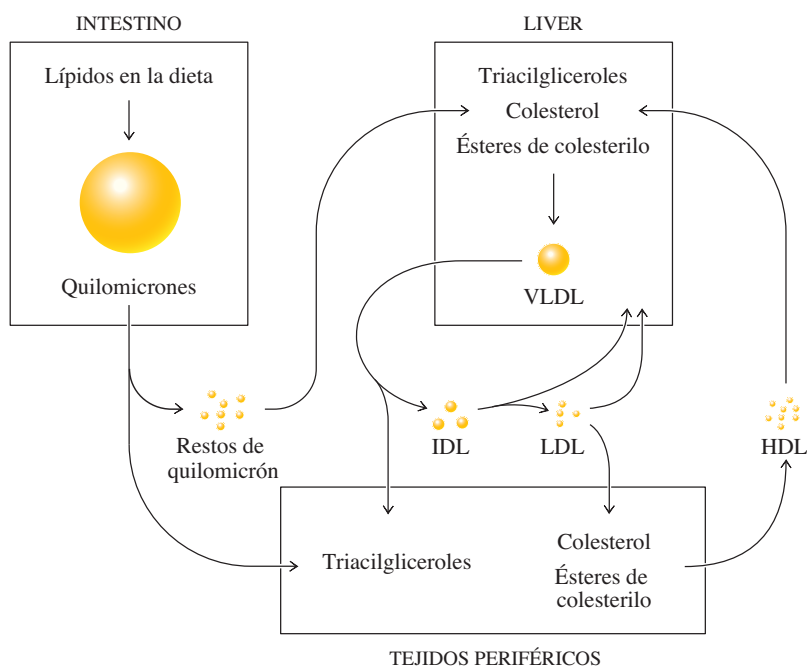 INTESTINO
Lípidos en la dieta
Quilomicrones
LIVER
Triacilgliceroles
Colesterol
Ésteres de colesterilo
VLDL
Restos de
quilomicrón
IDL
LDL
HDL
Triacilgliceroles
Colesterol
Ésteres de
colesterilo
TEJIDOS PERIFÉRICOS